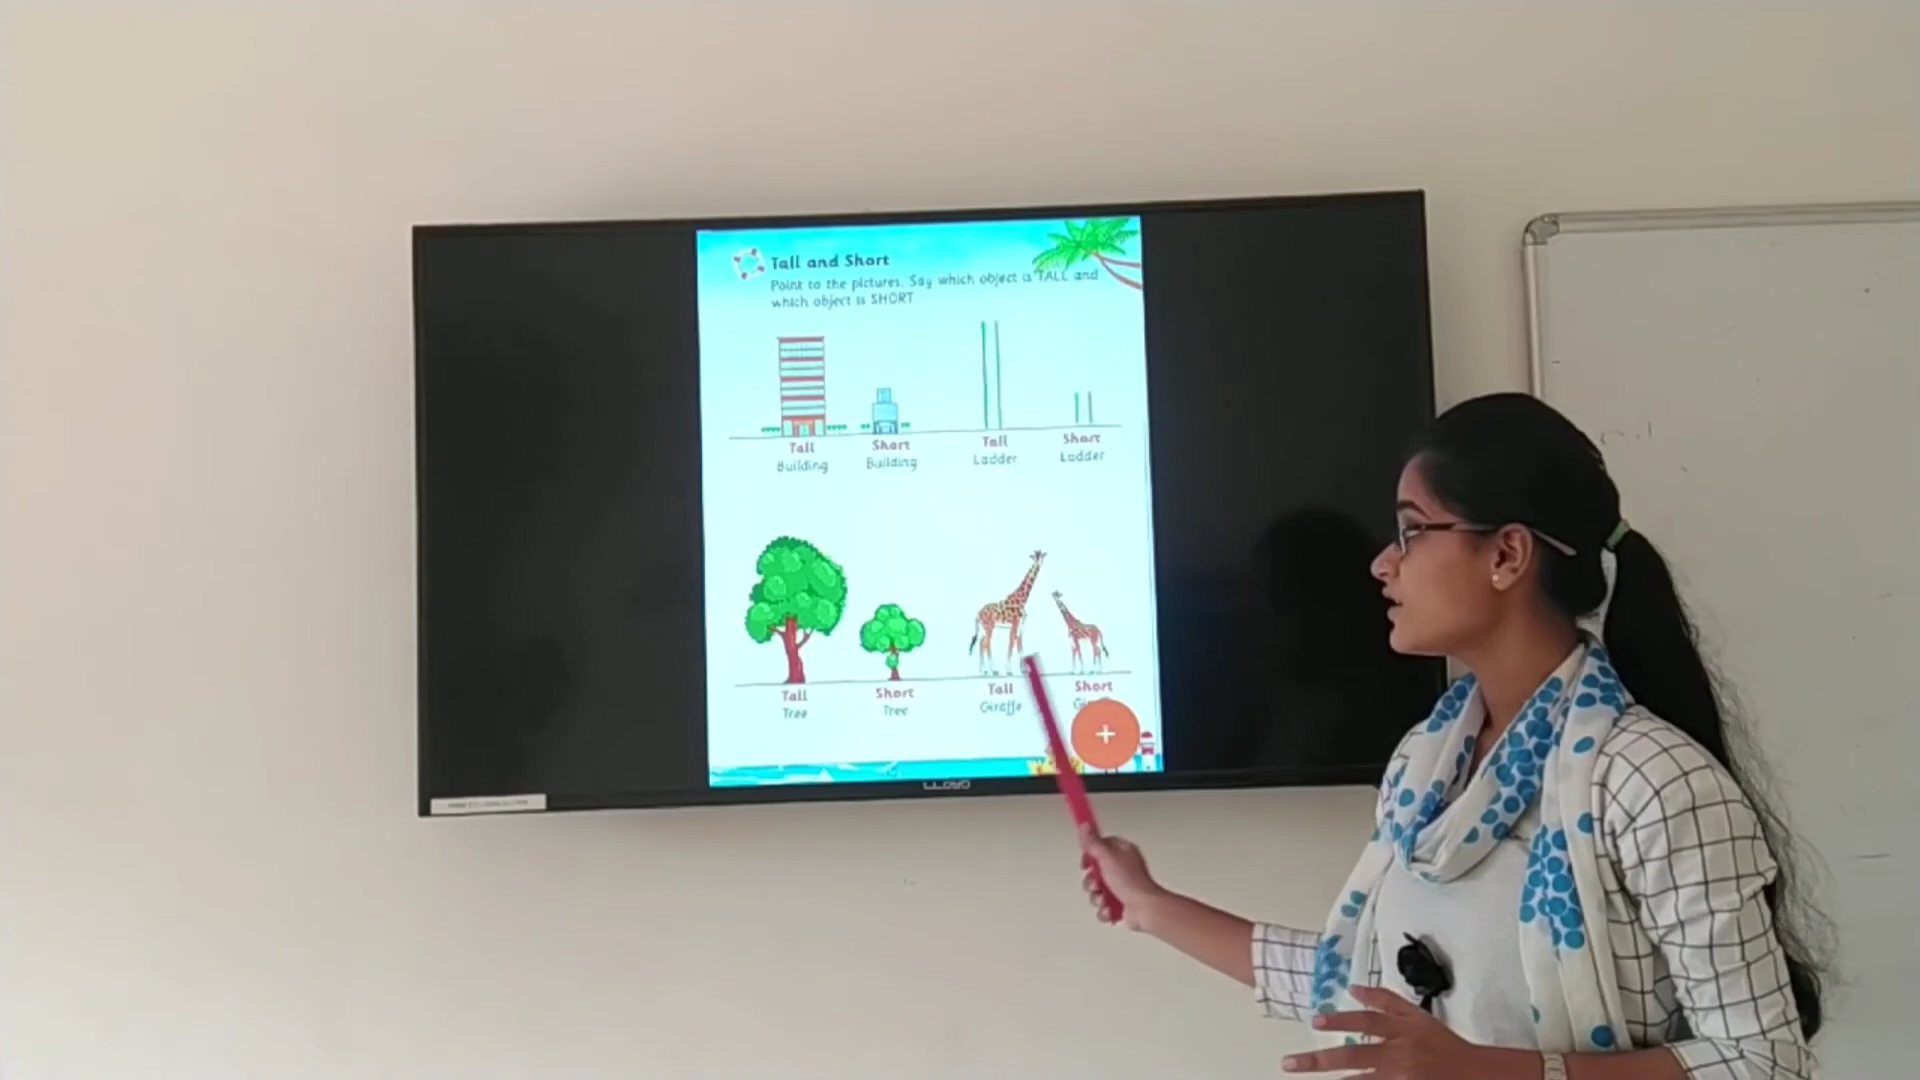 Tall and Short
Point to the pictures. Say which object is TALL and
which object is SHORT
Tall Short Tall Short
Building Building Ladder Ladder
Tall Short Tall Short
Tree Tree Giraffe
+
LLOYD